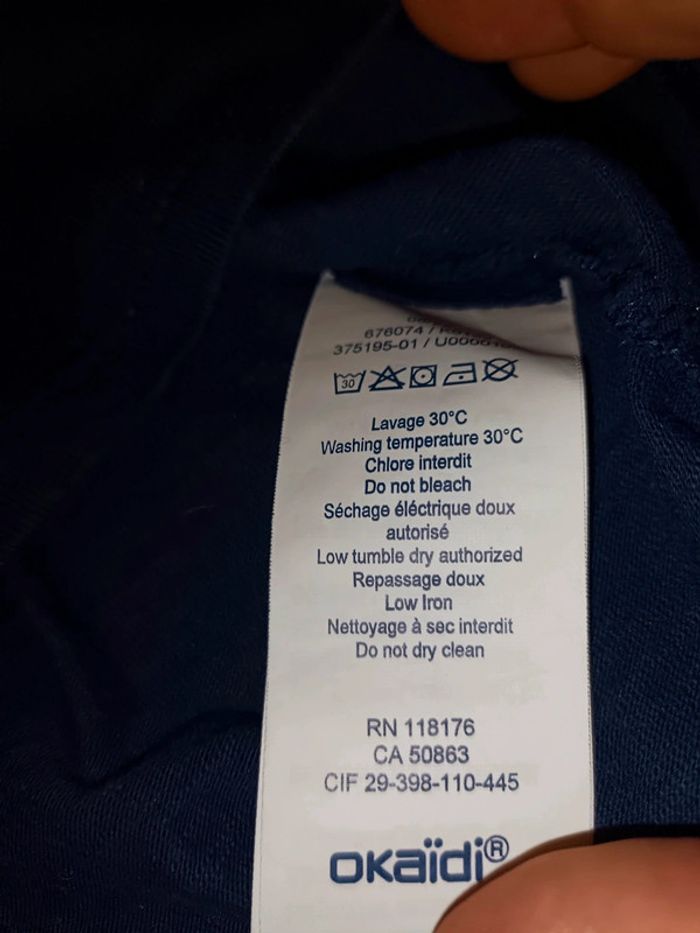 676074 /
375195-01 /
30
Lavage 30°C
Washing temperature 30°C
Chlore interdit
Do not bleach
Séchage éléctrique doux
autorisé
Low tumble dry authorized
Repassage doux
Low Iron
Nettoyage à sec interdit
Do not dry clean
RN 118176
CA 50863
CIF 29-398-110-445
oKaïdi®